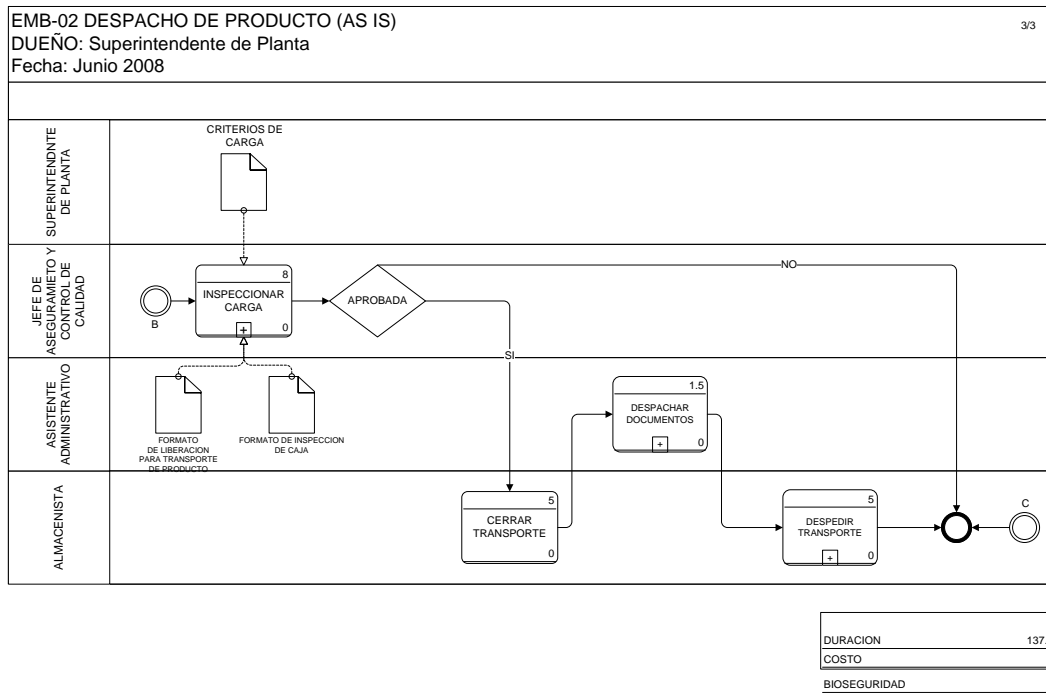 EMB-02 DESPACHO DE PRODUCTO (AS IS)
3/3
DUEÑO: Superintendente de Planta
Fecha: Junio 2008
SUPERINTENDNTE
DE PLANTA
CRITERIOS DE
CARGA
JEFE DE
ASEGURAMIETO Y
CONTROL DE
CALIDAD
B
8
INSPECCIONAR
CARGA
+
0
APROBADA
NO
SI
ASISTENTE
ADMINISTRATIVO
FORMATO
DE LIBERACION
PARA TRANSPORTE
DE PRODUCTO
FORMATO DE INSPECCION
DE CAJA
1.5
DESPACHAR
DOCUMENTOS
+
0
ALMACENISTA
5
CERRAR
TRANSPORTE
0
5
DESPEDIR
TRANSPORTE
+
0
C
DURACION 137.
COSTO
BIOSEGURIDAD